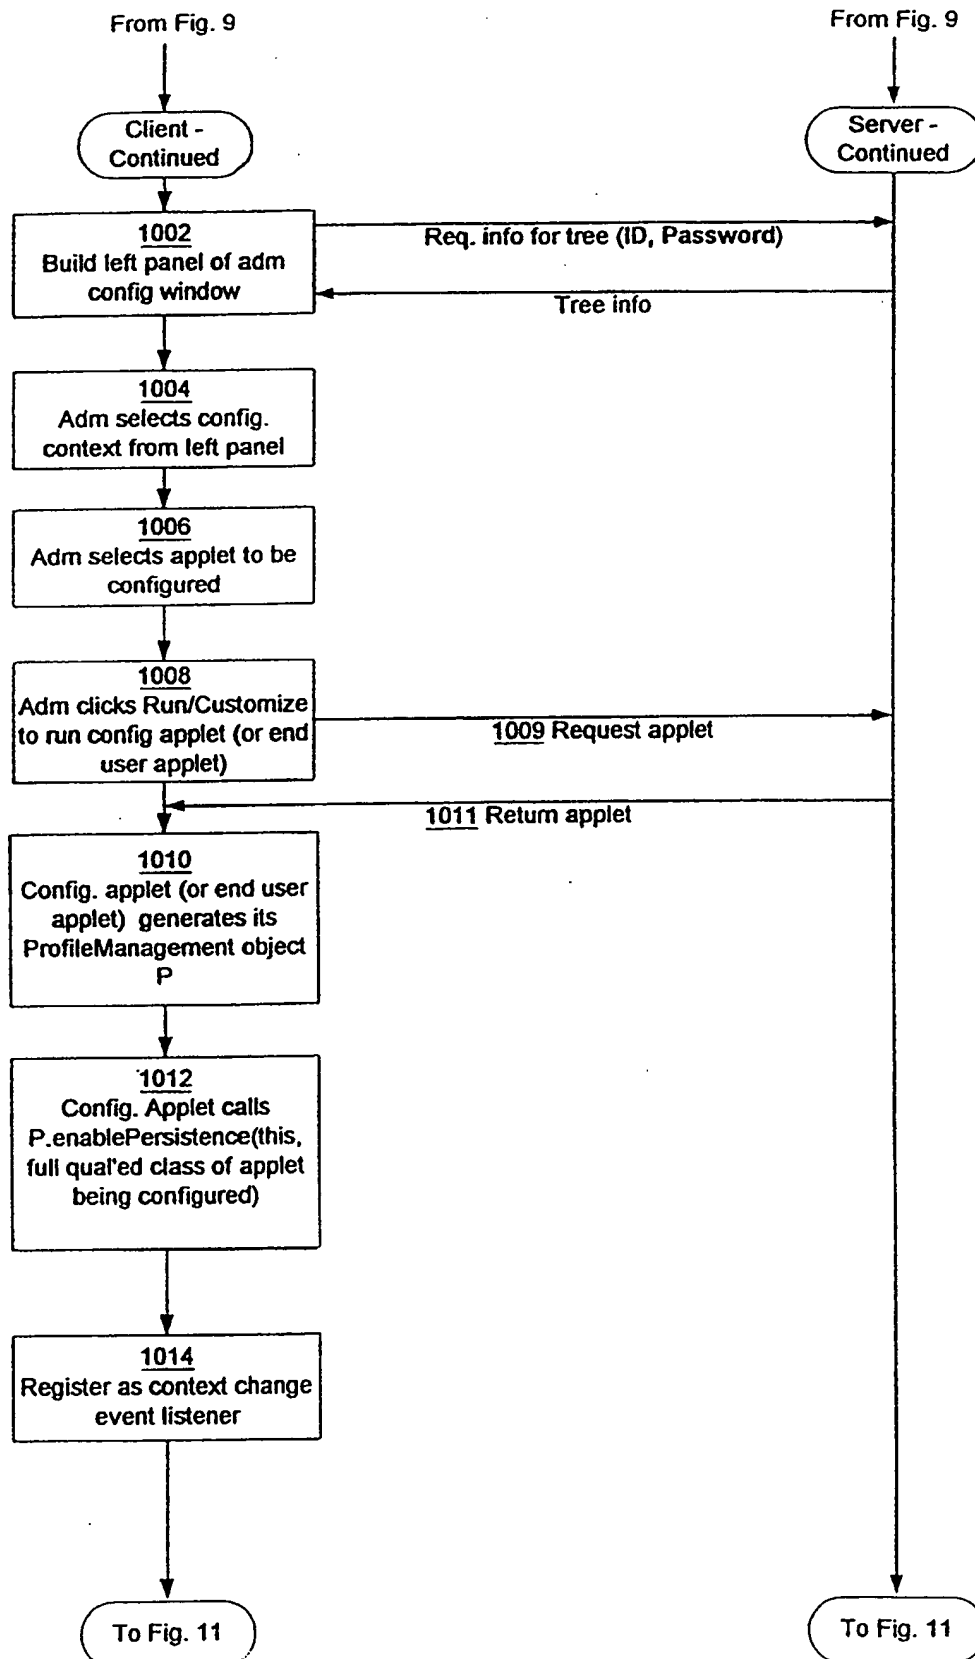 From Fig. 9
From Fig. 9
Client -
Continued
Server -
Continued
1002
Build left panel of adm
config window
Req. info for tree (ID, Password)
Tree info
1004
Adm selects config.
context from left panel
1006
Adm selects applet to be
configured
1008
Adm clicks Run/Customize
to run config applet (or end
user applet)
1009 Request applet
1011 Return applet
1010
Config. applet (or end user
applet) generates its
ProfileManagement object
P
1012
Config. Applet calls
P.enablePersistence(this,
full qual'ed class of applet
being configured)
1014
Register as context change
event listener
To Fig. 11
To Fig. 11